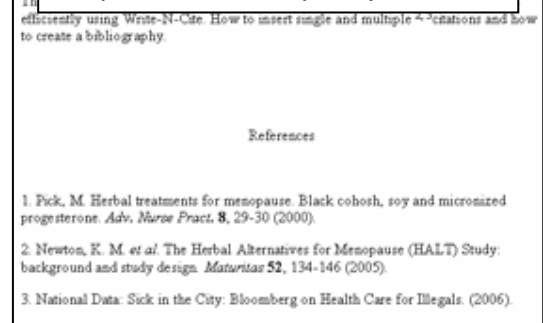 efficiently using Write-N-Cite. How to insert single and multiple 2, 3citations and how
to create a bibliography.
References
1. Pick, M. Herbal treatments for menopause. Black cohosh, soy and micronized
progesterone. Adv. Nurse Pract. 8, 29-30 (2000).
2. Newton, K. M. et al. The Herbal Alternatives for Menopause (HALT) Study:
background and study design. Maturitas 52, 134-146 (2005).
3. National Data: Sick in the City: Bloomberg on Health Care for Illegals. (2006).